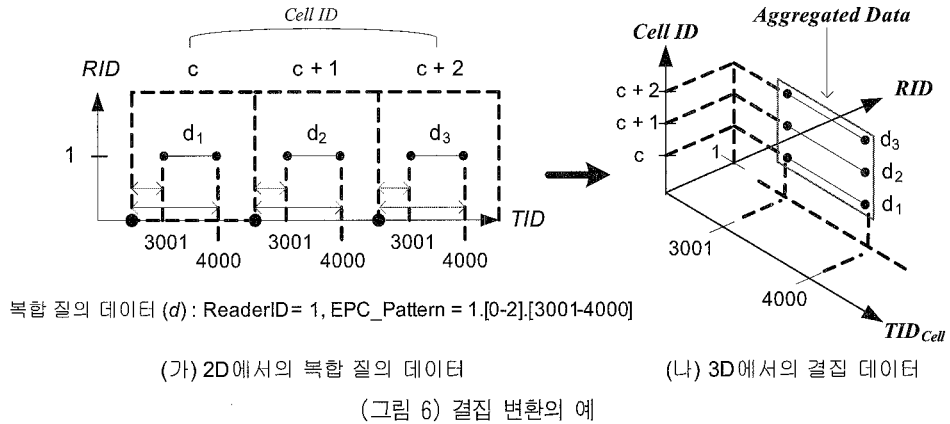 Cell ID
RID
c
c + 1
c + 2
d1
d2
d3
1
TID
3001
3001
3001
4000
4000
4000
Aggregated Data
Cell ID
RID
c + 2
c + 1
c
1
d3
d2
d1
3001
4000
TIDCell
복합 질의 데이터 (d) : ReaderID = 1, EPC_Pattern = 1.[0-2].[3001-4000]
(가) 2D에서의 복합 질의 데이터
(나) 3D에서의 결집 데이터
(그림 6) 결집 변환의 예